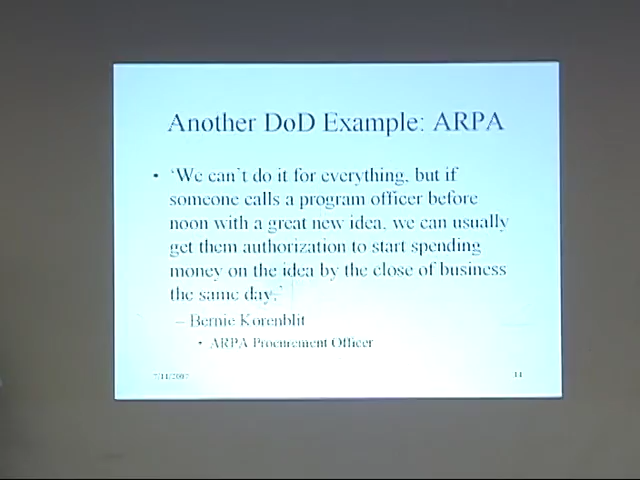 Another DoD Example: ARPA
• 'We can't do it for everything, but if
someone calls a program officer before
noon with a great new idea, we can usually
get them authorization to start spending
money on the idea by the close of business
the same day.'
– Bernie Korenblit
• ARPA Procurement Officer